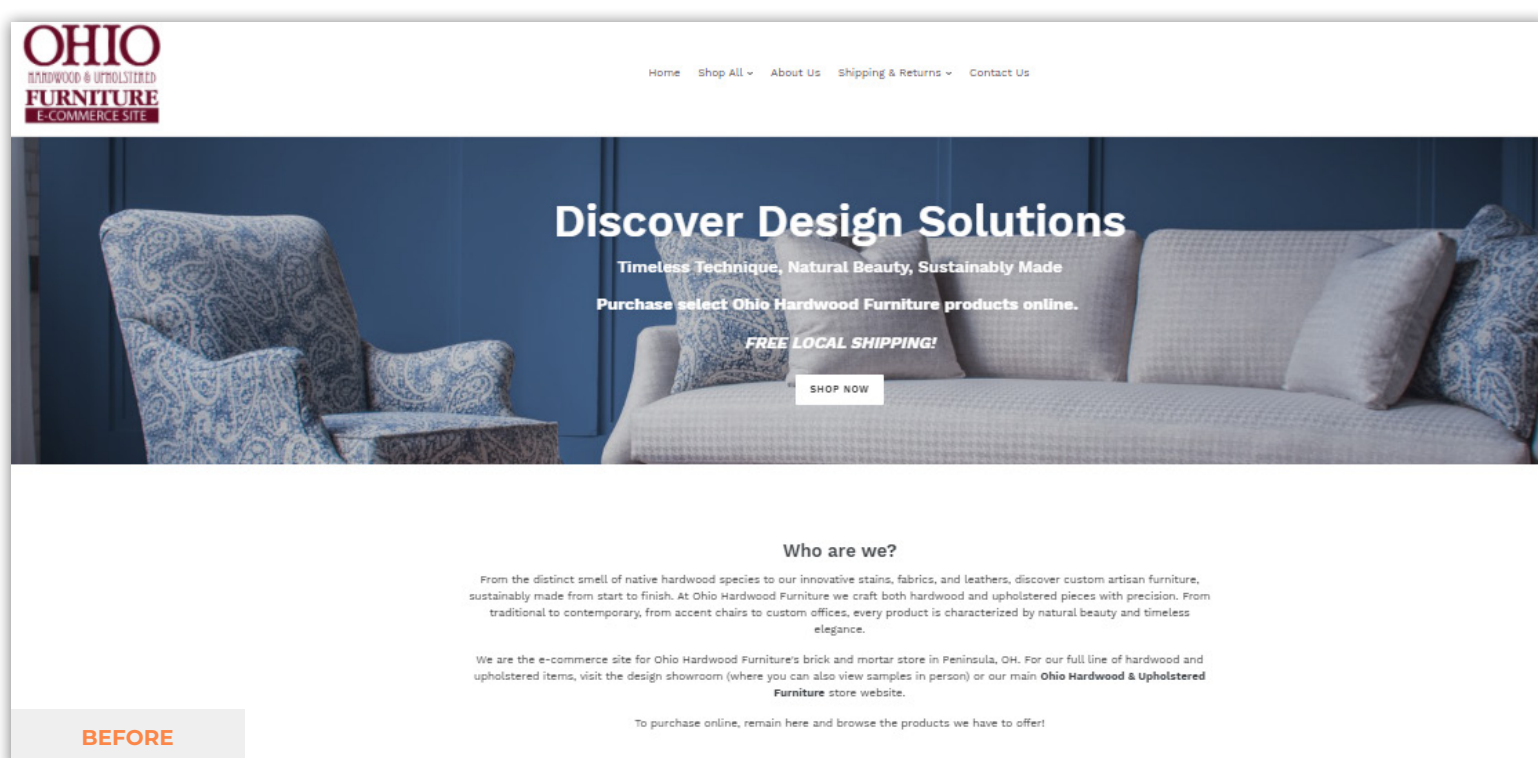 OHIO
HARDWOOD & UPHOLSTERED
FURNITURE
E-COMMERCE SITE
Home Shop All About Us Shipping & Returns Contact Us
Discover Design Solutions
Timeless Technique, Natural Beauty, Sustainably Made
Purchase select Ohio Hardwood Furniture products online.
FREE LOCAL SHIPPING!
SHOP NOW
Who are we?
From the distinct smell of native hardwood species to our innovative stains, fabrics, and leathers, discover custom artisan furniture,
sustainably made from start to finish. At Ohio Hardwood Furniture we craft both hardwood and upholstered pieces with precision. From
traditional to contemporary, from accent chairs to custom offices, every product is characterized by natural beauty and timeless
elegance.
We are the e-commerce site for Ohio Hardwood Furniture's brick and mortar store in Peninsula, OH. For our full line of hardwood and
upholstered items, visit the design showroom (where you can also view samples in person) or our main Ohio Hardwood & Upholstered
Furniture store website.
To purchase online, remain here and browse the products we have to offer!
BEFORE